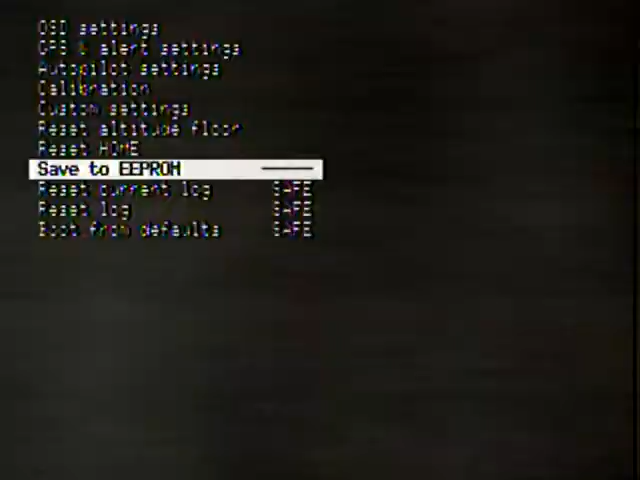 OSD settings
GPS & alert settings
Autopilot settings
Calibration
Custom settings
Reset altitude floor
Reset HOME
Save to EEPROM
Reset current log SAFE
Reset log SAFE
Boot from defaults SAFE